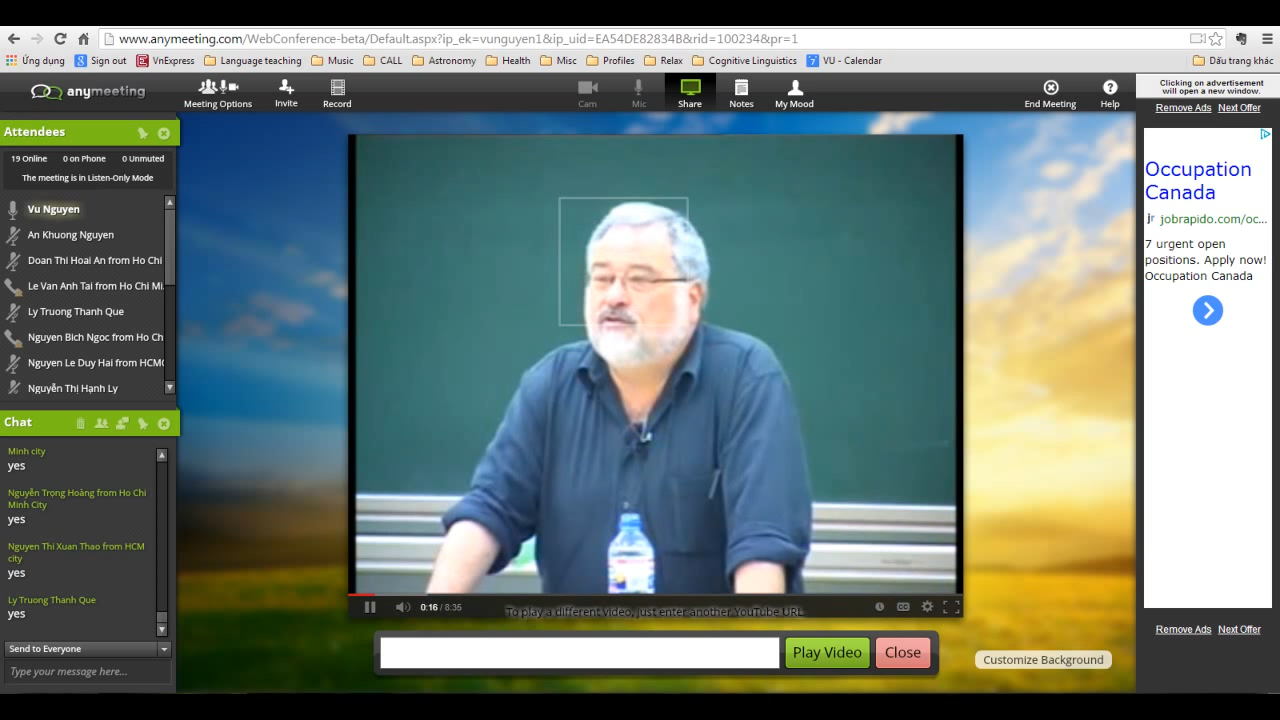 www.anymeeting.com/WebConference-beta/Default.aspx?ip_ek=vunguyen1&ip_uid=EA54DE82834B&rid=100234&pr=1
Ứng dụng Sign out VnExpress Language teaching Music CALL Astronomy Health Misc Profiles Relax Cognitive Linguistics 7 VU - Calendar Dấu trang khác
anymeeting Meeting Options Invite Record Cam Mic Share Notes My Mood End Meeting Help
Clicking on advertisement
will open a new window.
Remove Ads Next Offer
Attendees
19 Online 0 on Phone 0 Unmuted
The meeting is in Listen-Only Mode
Vu Nguyen
An Khuong Nguyen
Doan Thi Hoai An from Ho Chi
Le Van Anh Tai from Ho Chi Mi
Ly Truong Thanh Que
Nguyen Bich Ngoc from Ho Ch
Nguyen Le Duy Hai from HCMC
Nguyễn Thị Hạnh Ly
Chat
Minh city
yes
Nguyễn Trọng Hoàng from Ho Chi
Minh City
yes
Nguyen Thi Xuan Thao from HCM
city
yes
Ly Truong Thanh Que
yes
Send to Everyone
Type your message here...
0:16 / 8:35
To play a different video, just enter another YouTube URL
Play Video Close
Customize Background
Occupation
Canada
jr jobrapido.com/oc...
7 urgent open
positions. Apply now!
Occupation Canada
Remove Ads Next Offer